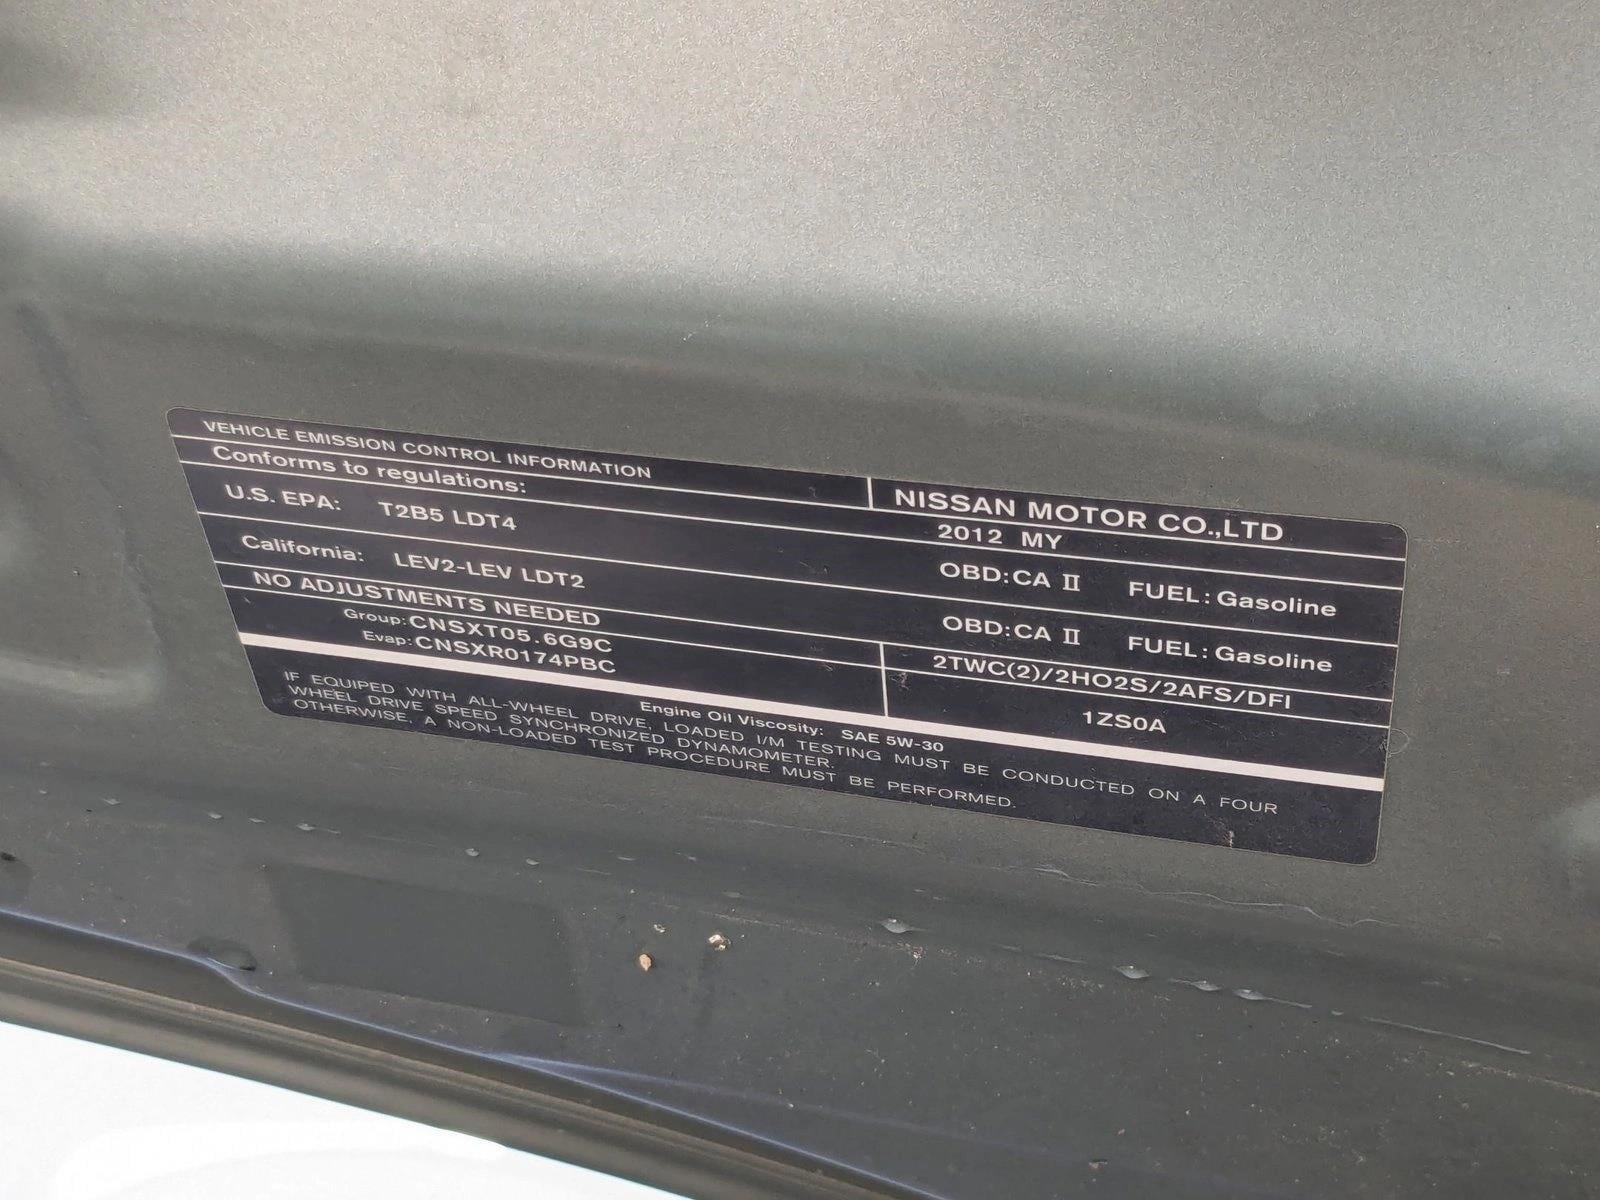 VEHICLE EMISSION CONTROL INFORMATION
NISSAN MOTOR CO.,LTD
Conforms to regulations:
2012 MY
U.S. EPA: T2B5 LDT4 OBD:CA II FUEL: Gasoline
California: LEV2-LEV LDT2 OBD:CA II FUEL: Gasoline
NO ADJUSTMENTS NEEDED
Group:CNSXT05.6G9C 2TWC(2)/2HO2S/2AFS/DFI
Evap:CNSXR0174PBC 1ZS0A
Engine Oil Viscosity: SAE 5W-30
IF EQUIPED WITH ALL-WHEEL DRIVE, LOADED I/M TESTING MUST BE CONDUCTED ON A FOUR
WHEEL DRIVE SPEED SYNCHRONIZED DYNAMOMETER.
OTHERWISE, A NON-LOADED TEST PROCEDURE MUST BE PERFORMED.